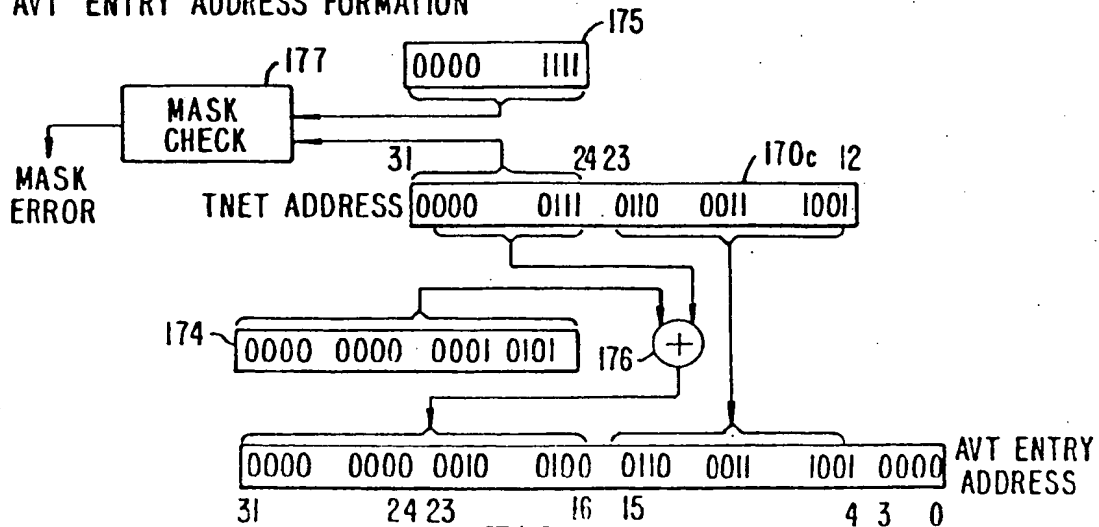 AVT ENTRY ADDRESS FORMATION
175
177
0000 1111
MASK
CHECK
31 24 23 170c 12
MASK
ERROR
TNET ADDRESS 0000 0111 0110 0011 1001
174 0000 0000 0001 0101 176 +
0000 0000 0010 0100 0110 0011 1001 0000 AVT ENTRY
ADDRESS
31 24 23 16 15 4 3 0